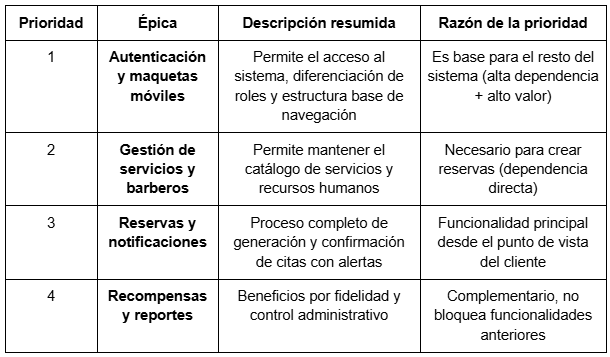 Prioridad Épica Descripción resumida Razón de la prioridad
1 Autenticación y maquetas móviles Permite el acceso al sistema, diferenciación de roles y estructura base de navegación Es base para el resto del sistema (alta dependencia + alto valor)
2 Gestión de servicios y barberos Permite mantener el catálogo de servicios y recursos humanos Necesario para crear reservas (dependencia directa)
3 Reservas y notificaciones Proceso completo de generación y confirmación de citas con alertas Funcionalidad principal desde el punto de vista del cliente
4 Recompensas y reportes Beneficios por fidelidad y control administrativo Complementario, no bloquea funcionalidades anteriores